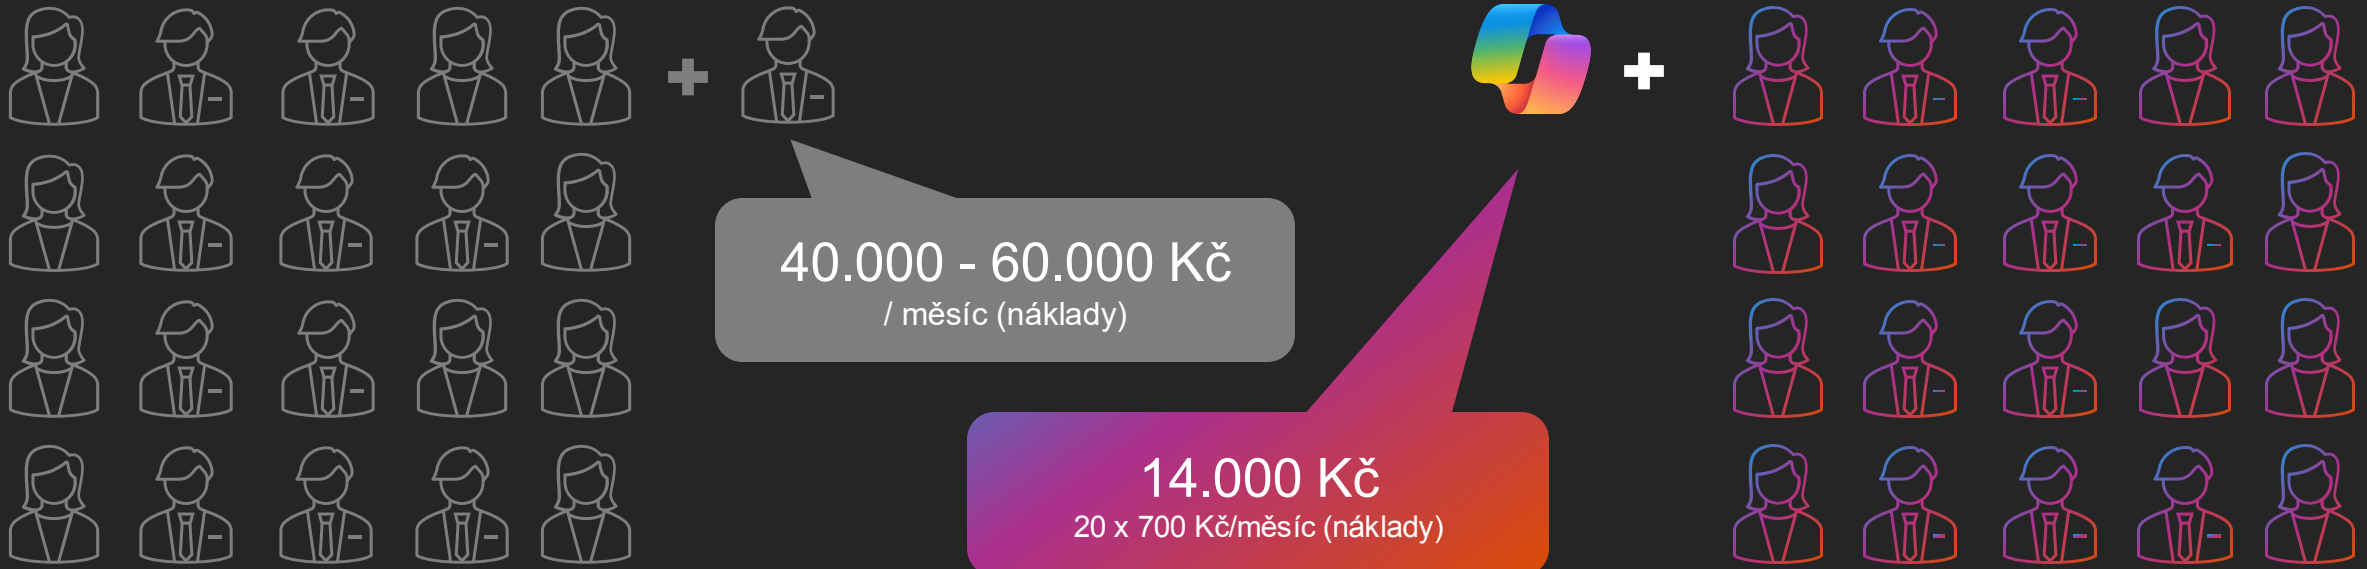 40.000 - 60.000 Kč
/ měsíc (náklady)
14.000 Kč
20 x 700 Kč/měsíc (náklady)